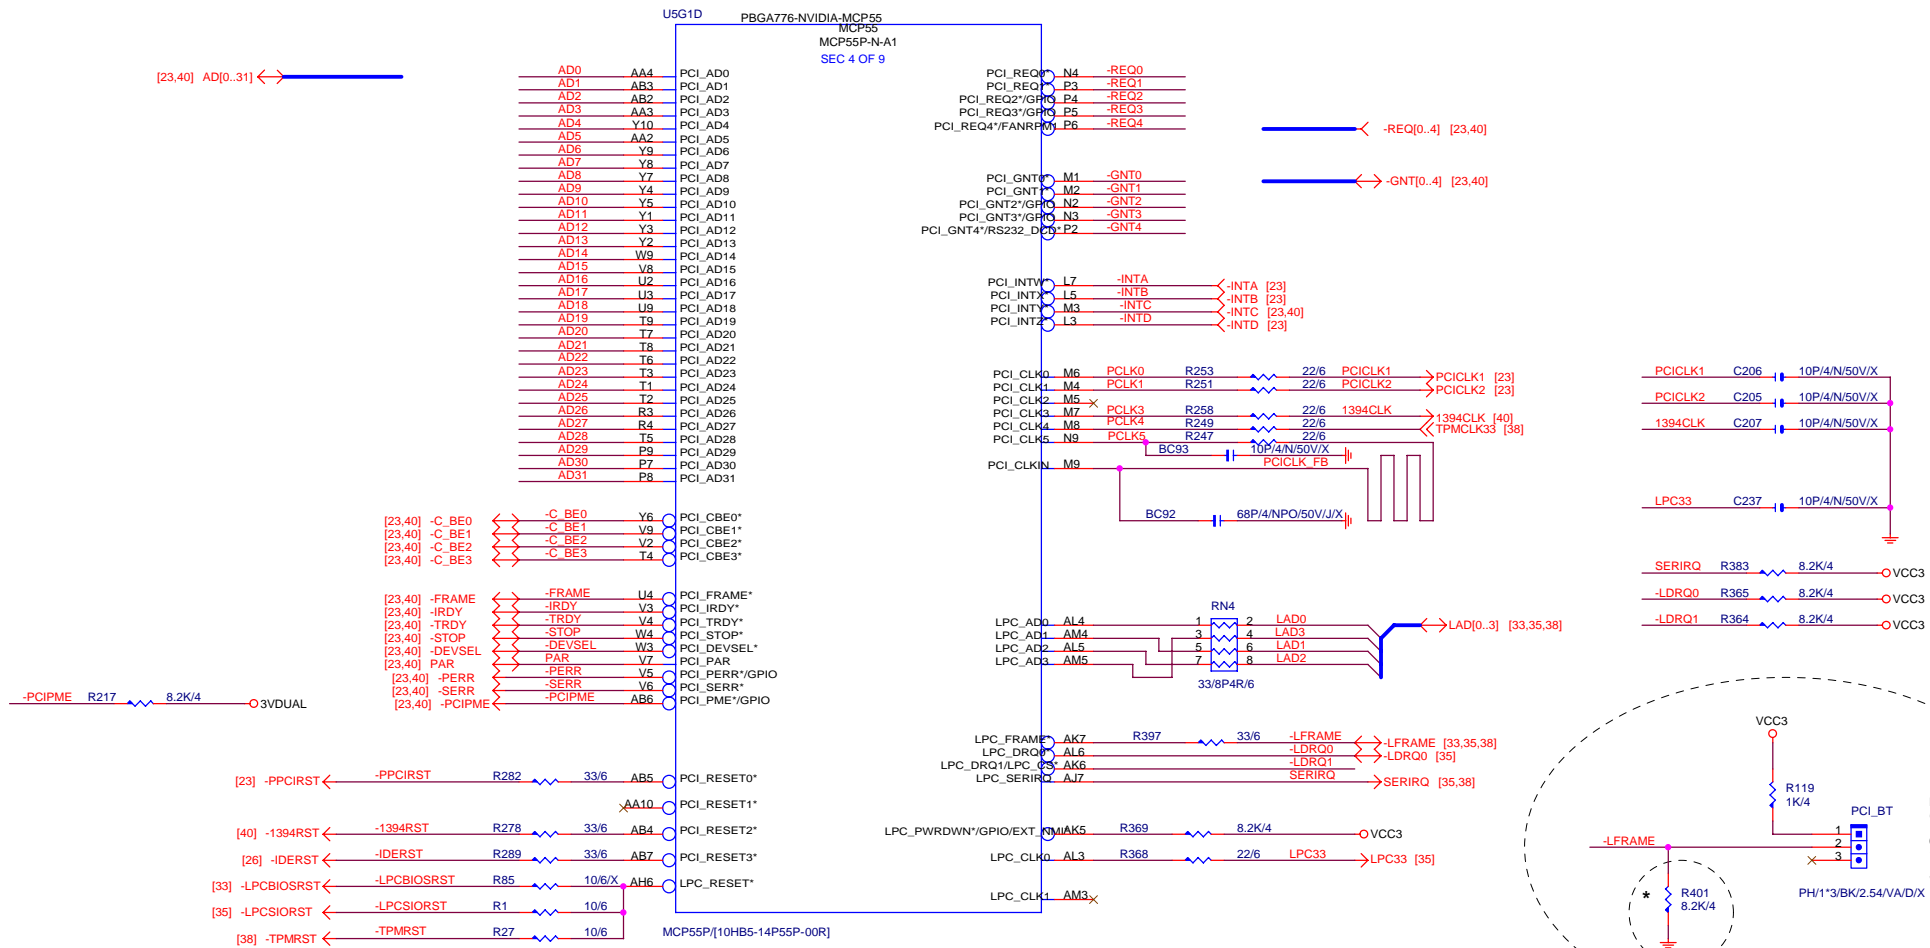 U5G1D
PBGA776-NVIDIA-MCP55
MCP55
MCP55P-N-A1
SEC 4 OF 9
[23,40] AD[0..31]
AD0 AA4 PCI_AD0
AD1 AB3 PCI_AD1
AD2 AB2 PCI_AD2
AD3 AA3 PCI_AD3
AD4 Y10 PCI_AD4
AD5 AA2 PCI_AD5
AD6 Y9 PCI_AD6
AD7 Y8 PCI_AD7
AD8 Y7 PCI_AD8
AD9 Y4 PCI_AD9
AD10 Y5 PCI_AD10
AD11 Y1 PCI_AD11
AD12 Y3 PCI_AD12
AD13 Y2 PCI_AD13
AD14 W9 PCI_AD14
AD15 V8 PCI_AD15
AD16 U2 PCI_AD16
AD17 U3 PCI_AD17
AD18 U9 PCI_AD18
AD19 T9 PCI_AD19
AD20 T7 PCI_AD20
AD21 T8 PCI_AD21
AD22 T6 PCI_AD22
AD23 T3 PCI_AD23
AD24 T1 PCI_AD24
AD25 T2 PCI_AD25
AD26 R3 PCI_AD26
AD27 R4 PCI_AD27
AD28 T5 PCI_AD28
AD29 P9 PCI_AD29
AD30 P7 PCI_AD30
AD31 P8 PCI_AD31
[23,40] -C_BE0 -C_BE0 Y6 PCI_CBE0*
[23,40] -C_BE1 -C_BE1 V9 PCI_CBE1*
[23,40] -C_BE2 -C_BE2 V2 PCI_CBE2*
[23,40] -C_BE3 -C_BE3 T4 PCI_CBE3*
[23,40] -FRAME -FRAME U4 PCI_FRAME*
[23,40] -IRDY -IRDY V3 PCI_IRDY*
[23,40] -TRDY -TRDY V4 PCI_TRDY*
[23,40] -STOP -STOP W4 PCI_STOP*
[23,40] -DEVSEL -DEVSEL W3 PCI_DEVSEL*
[23,40] PAR PAR V7 PCI_PAR
[23,40] -PERR -PERR V5 PCI_PERR*/GPIO
[23,40] -SERR -SERR V6 PCI_SERR*
[23,40] -PCIPME -PCIPME AB6 PCI_PME*/GPIO
-PCIPME R217 8.2K/4 3VDUAL
[23] -PPCIRST -PPCIRST R282 33/6 AB5 PCI_RESET0*
AA10 PCI_RESET1*
[40] -1394RST -1394RST R278 33/6 AB4 PCI_RESET2*
[26] -IDERST -IDERST R289 33/6 AB7 PCI_RESET3*
[33] -LPCBIOSRST -LPCBIOSRST R85 10/6/X AH6 LPC_RESET*
[35] -LPCSIORST -LPCSIORST R1 10/6
[38] -TPMRST -TPMRST R27 10/6
MCP55P/[10HB5-14P55P-00R]
PCI_REQ0* N4 -REQ0
PCI_REQ1* P3 -REQ1
PCI_REQ2*/GPIO P4 -REQ2
PCI_REQ3*/GPIO P5 -REQ3
PCI_REQ4*/FANRPM1 P6 -REQ4
-REQ[0..4] [23,40]
PCI_GNT0* M1 -GNT0
PCI_GNT1* M2 -GNT1
PCI_GNT2*/GPIO N2 -GNT2
PCI_GNT3*/GPIO N3 -GNT3
PCI_GNT4*/RS232_DCD* P2 -GNT4
-GNT[0..4] [23,40]
PCI_INTW* L7 -INTA -INTA [23]
PCI_INTX* L5 -INTB -INTB [23]
PCI_INTY* M3 -INTC -INTC [23,40]
PCI_INTZ* L3 -INTD -INTD [23]
PCI_CLK0 M6 PCLK0 R253 22/6 PCICLK1 PCICLK1 [23]
PCI_CLK1 M4 PCLK1 R251 22/6 PCICLK2 PCICLK2 [23]
PCI_CLK2 M5
PCI_CLK3 M7 PCLK3 R258 22/6 1394CLK 1394CLK [40]
PCI_CLK4 M8 PCLK4 R249 22/6 TPMCLK33 [38]
PCI_CLK5 N9 PCLK5 R247 22/6
BC93 10P/4/N/50V/X
PCI_CLKIN M9 PCICLK_FB
BC92 68P/4/NPO/50V/J/X
RN4
LPC_AD0 AL4 1 2 LAD0
LPC_AD1 AM4 3 4 LAD3
LPC_AD2 AL5 5 6 LAD1
LPC_AD3 AM5 7 8 LAD2
LAD[0..3] [33,35,38]
33/8P4R/6
LPC_FRAME* AK7 R397 33/6 -LFRAME -LFRAME [33,35,38]
LPC_DRQ0* AL6 -LDRQ0 -LDRQ0 [35]
LPC_DRQ1/LPC_CS* AK6 -LDRQ1
LPC_SERIRQ AJ7 SERIRQ SERIRQ [35,38]
LPC_PWRDWN*/GPIO/EXT_NMI* AK5 R369 8.2K/4 VCC3
LPC_CLK0 AL3 R368 22/6 LPC33 LPC33 [35]
LPC_CLK1 AM3
PCICLK1 C206 10P/4/N/50V/X
PCICLK2 C205 10P/4/N/50V/X
1394CLK C207 10P/4/N/50V/X
LPC33 C237 10P/4/N/50V/X
SERIRQ R383 8.2K/4 VCC3
-LDRQ0 R365 8.2K/4 VCC3
-LDRQ1 R364 8.2K/4 VCC3
VCC3
R119
1K/4
PCI_BT
1
-LFRAME 2
3
PH/1*3/BK/2.54/VA/D/X
* R401
8.2K/4